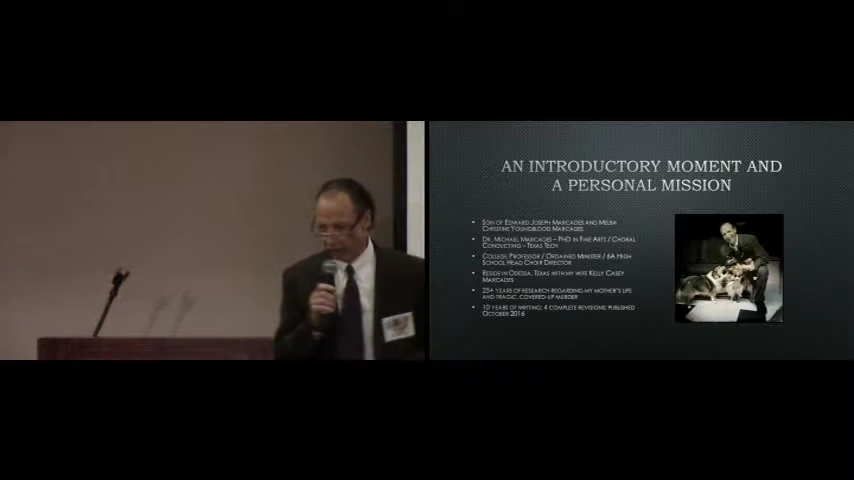 AN INTRODUCTORY MOMENT AND
A PERSONAL MISSION
• SON OF EDWARD JOSEPH MARCADES AND MELBA
CHRISTINE YOUNGBLOOD MARCADES
• DR. MICHAEL MARCADES – PHD IN FINE ARTS / CHORAL
CONDUCTING – TEXAS TECH
• COLLEGE PROFESSOR / ORDAINED MINISTER / 6A HIGH
SCHOOL HEAD CHOIR DIRECTOR
• RESIDE IN ODESSA, TEXAS WITH MY WIFE KELLY CASEY
MARCADES
• 25+ YEARS OF RESEARCH REGARDING MY MOTHER'S LIFE
AND TRAGIC, COVERED-UP MURDER
• 10 YEARS OF WRITING; 4 COMPLETE REVISIONS; PUBLISHED
OCTOBER 2016